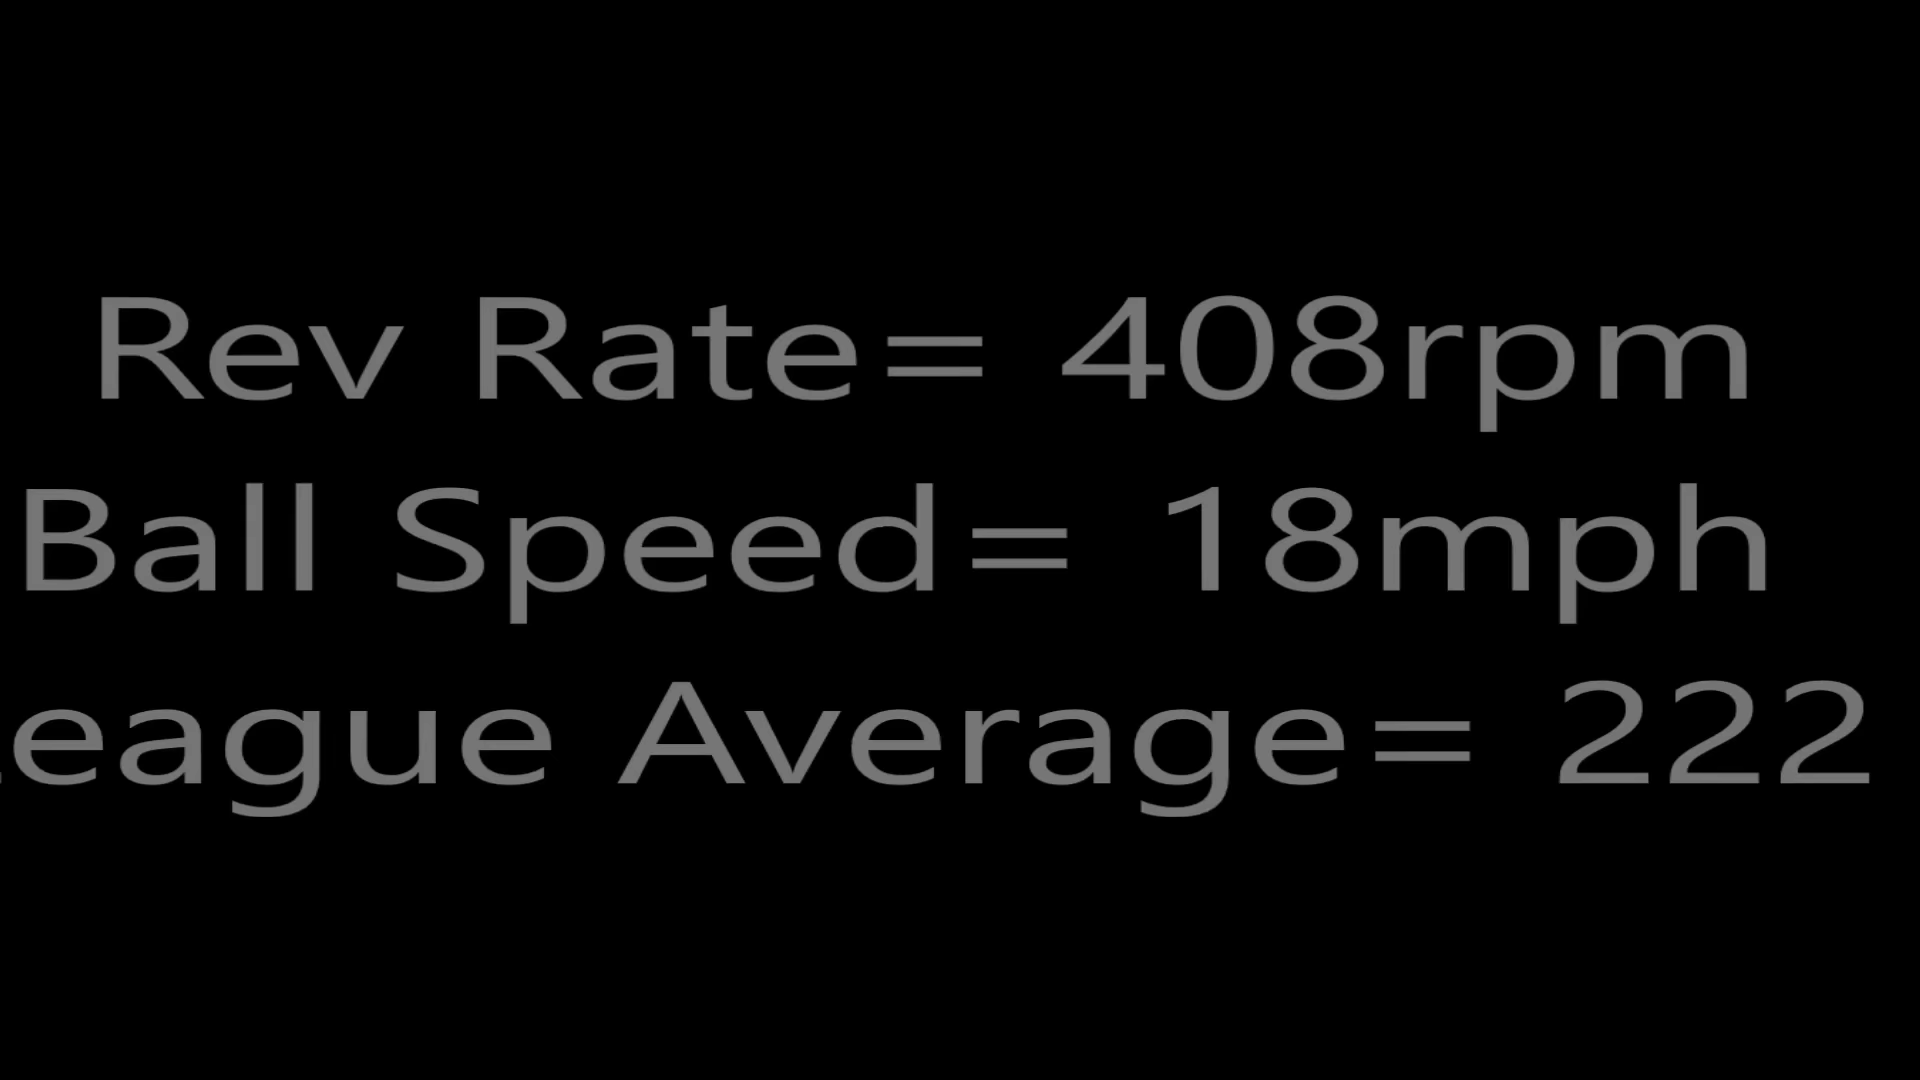 Rev Rate= 408rpm
Ball Speed= 18mph
eague Average= 222